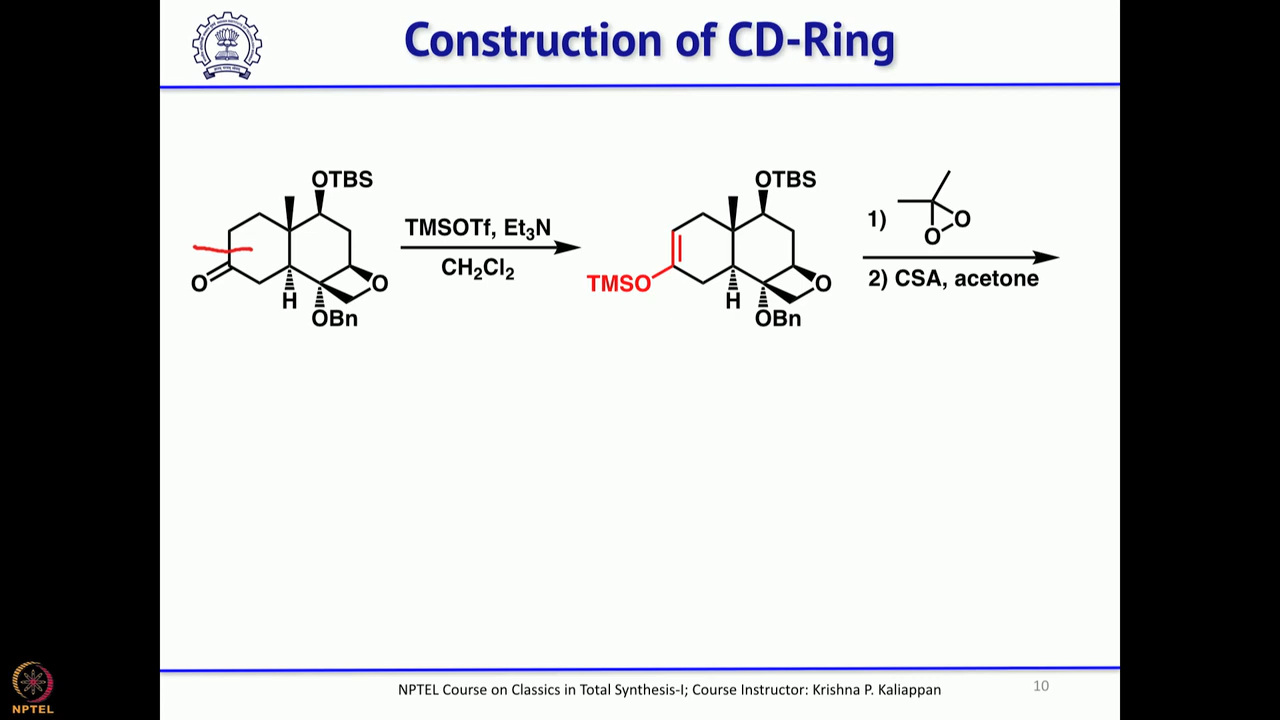 Construction of CD-Ring
OTBS
O
H
OBn
O
TMSOTf, Et₃N
CH₂Cl₂
OTBS
TMSO
H
OBn
O
1)
O
O
2) CSA, acetone
NPTEL
NPTEL Course on Classics in Total Synthesis-I; Course Instructor: Krishna P. Kaliappan
10